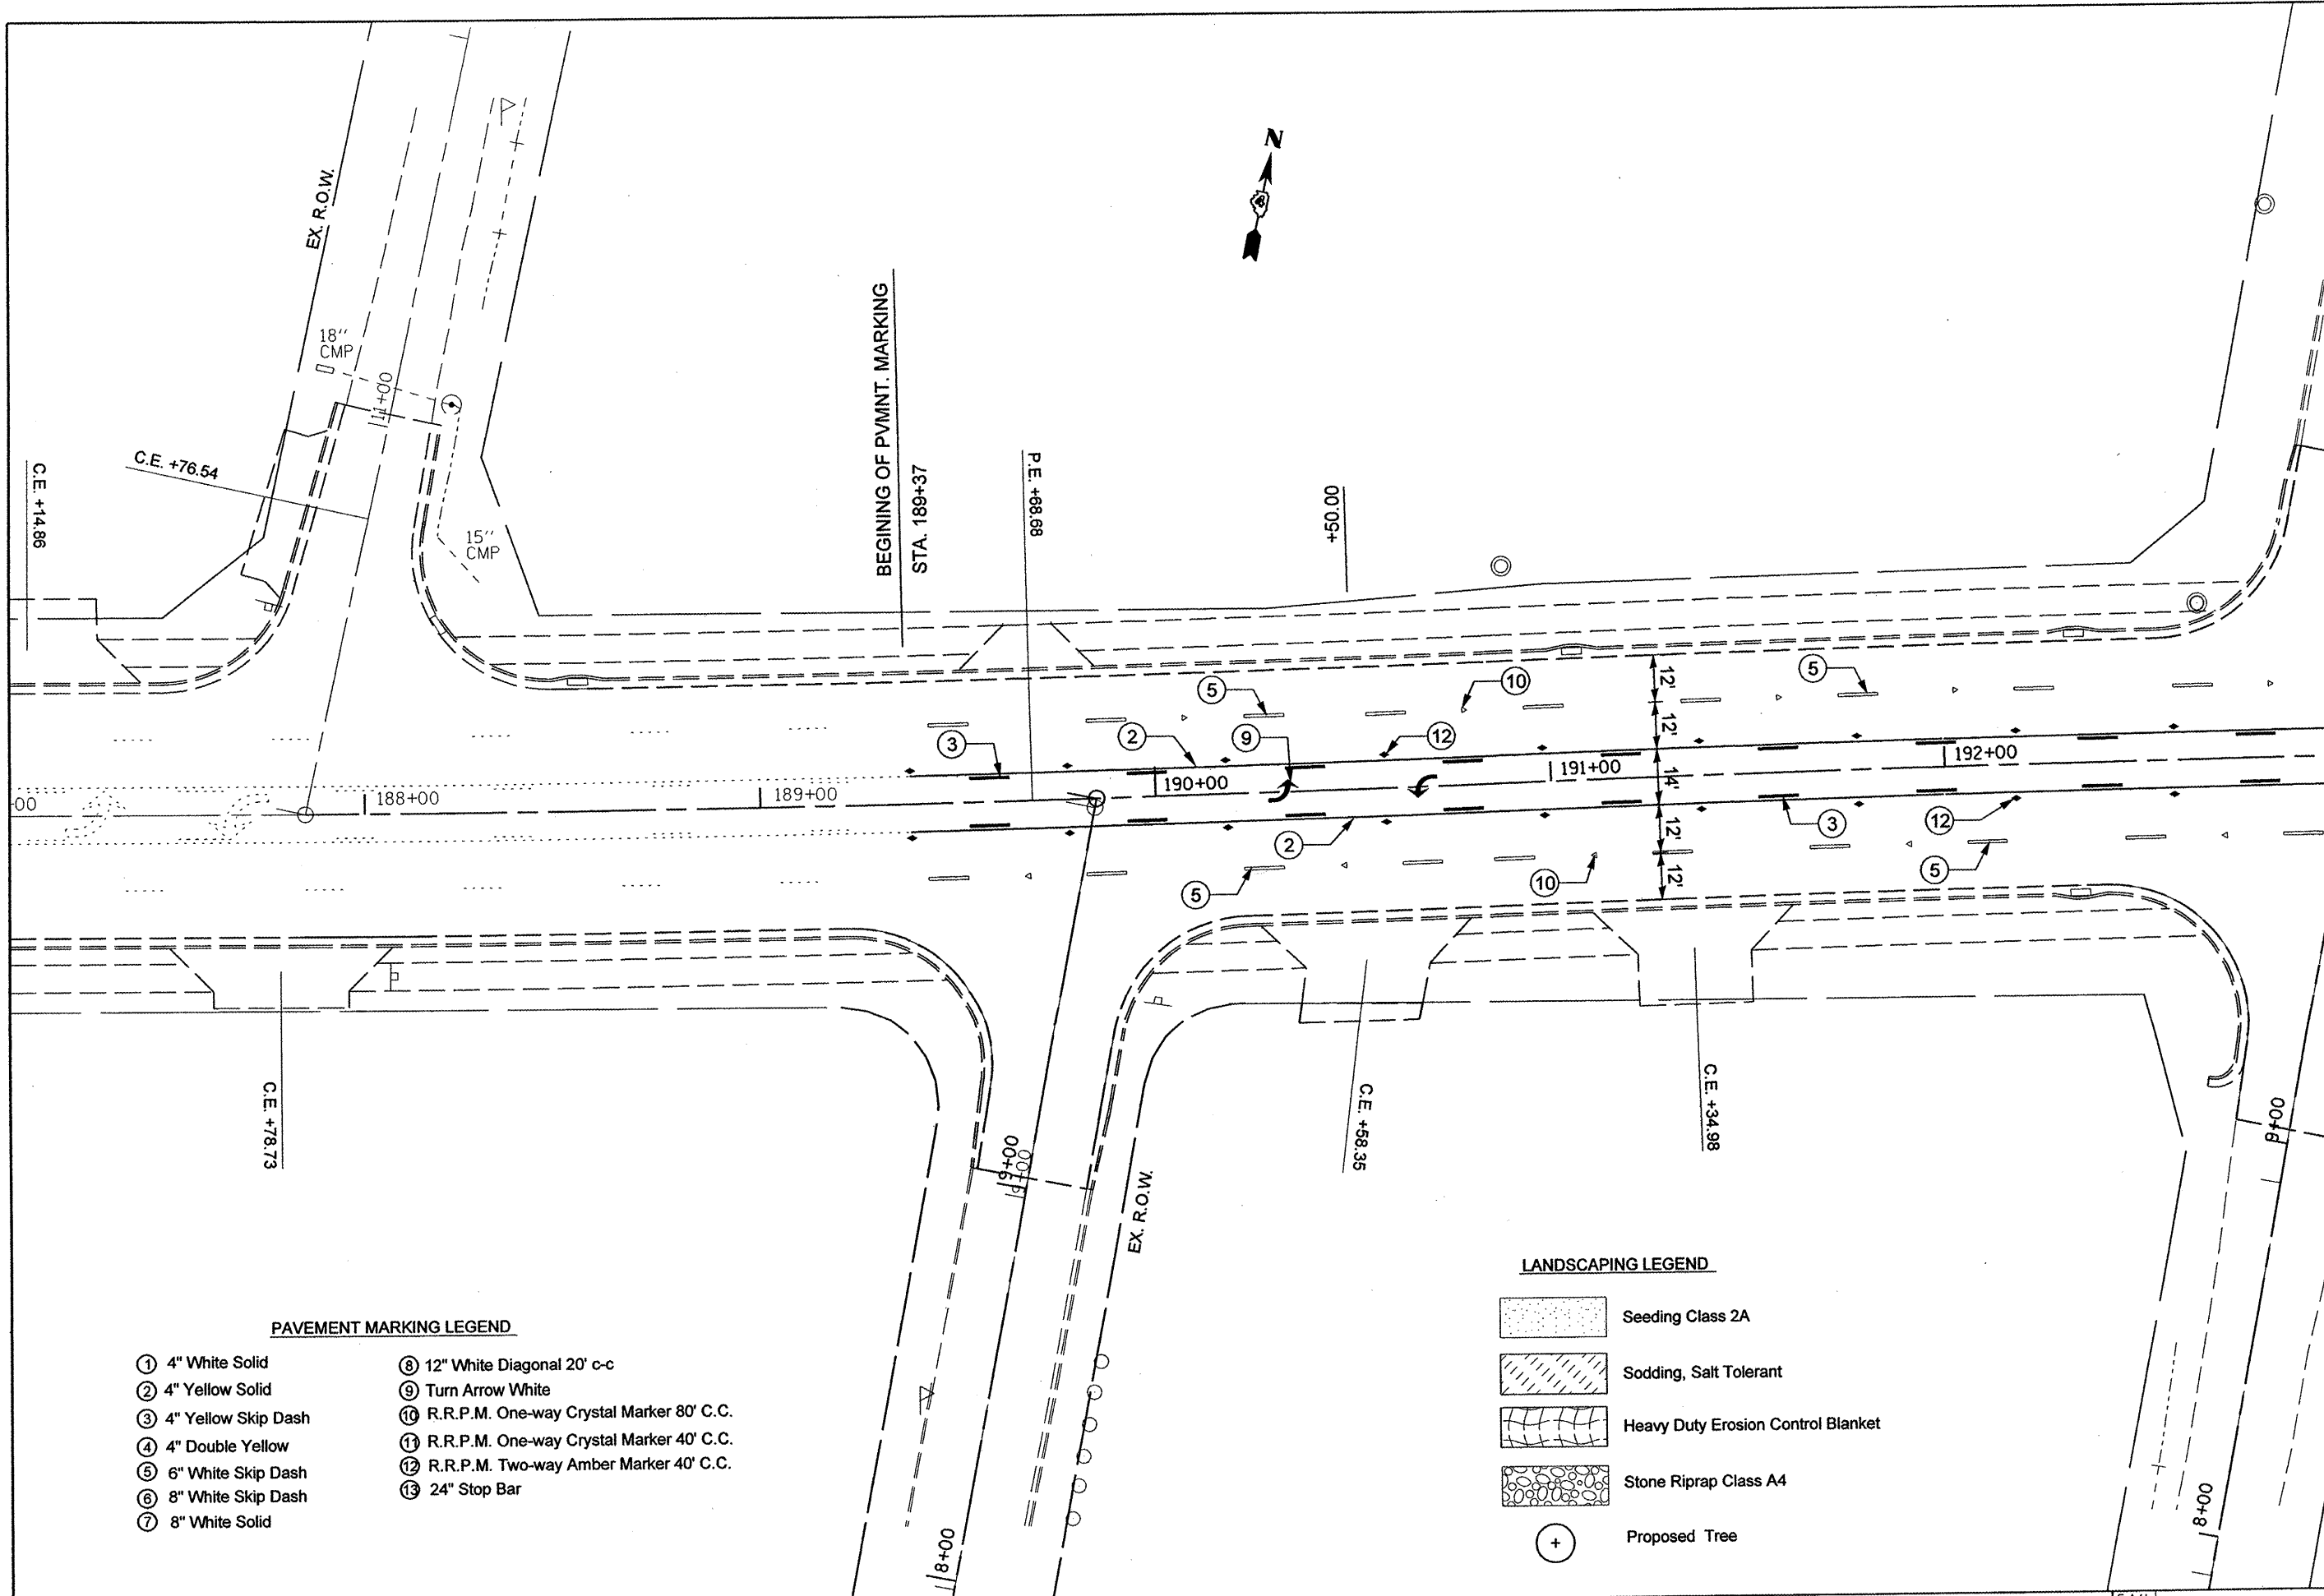 N
EX. R.O.W.
18'' CMP
11+00
C.E. +76.54
C.E. +14.86
15'' CMP
BEGINING OF PVMNT. MARKING
STA. 189+37
P.E. +68.68
+50.00
5
10
5
12'
12'
3
2
9
12
00
188+00
189+00
190+00
191+00
14'
192+00
2
3
12
12'
12'
5
10
5
C.E. +78.73
C.E. +58.35
C.E. +34.98
9+00
9+00
9+00
EX. R.O.W.
8+00
8+00
PAVEMENT MARKING LEGEND
1 4" White Solid
2 4" Yellow Solid
3 4" Yellow Skip Dash
4 4" Double Yellow
5 6" White Skip Dash
6 8" White Skip Dash
7 8" White Solid
8 12" White Diagonal 20' c-c
9 Turn Arrow White
10 R.R.P.M. One-way Crystal Marker 80' C.C.
11 R.R.P.M. One-way Crystal Marker 40' C.C.
12 R.R.P.M. Two-way Amber Marker 40' C.C.
13 24" Stop Bar
LANDSCAPING LEGEND
Seeding Class 2A
Sodding, Salt Tolerant
Heavy Duty Erosion Control Blanket
Stone Riprap Class A4
Proposed Tree